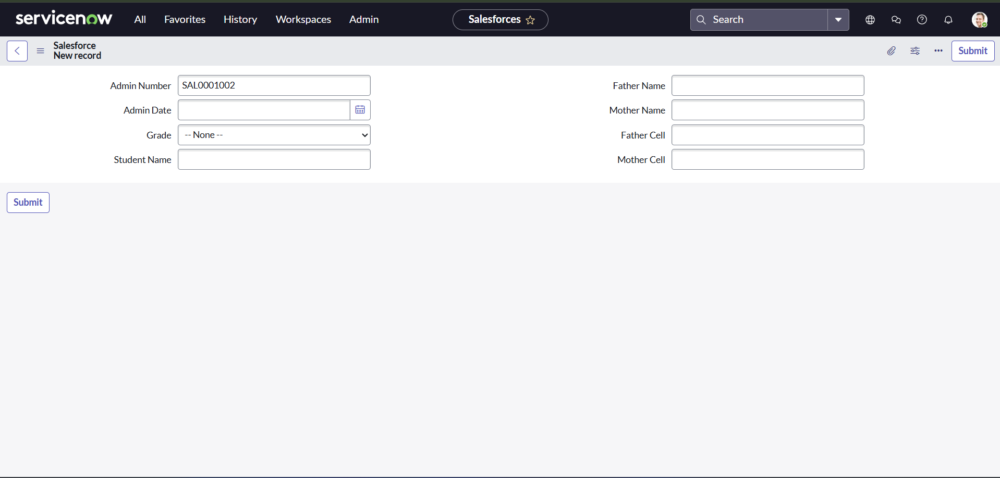 servicenow All Favorites History Workspaces Admin Salesforces Search
Salesforce
New record
Submit
Admin Number SAL0001002
Father Name
Admin Date
Mother Name
Grade -- None --
Father Cell
Student Name
Mother Cell
Submit